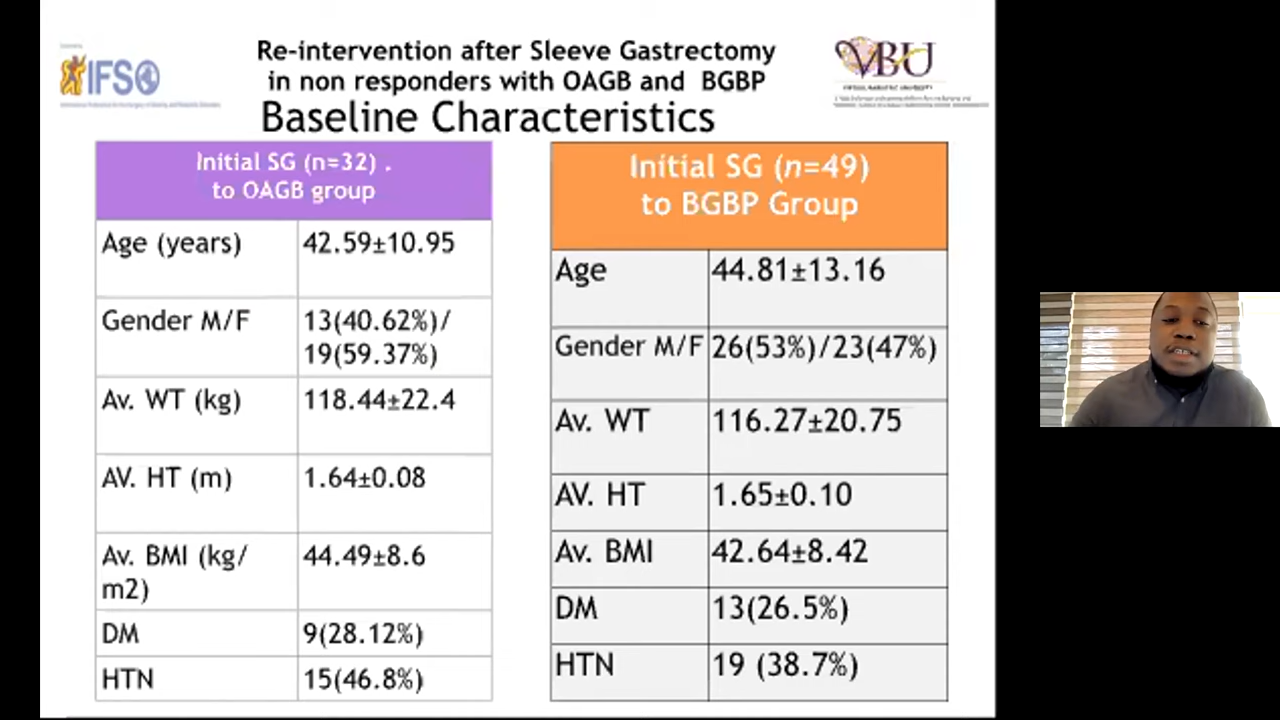 Re-intervention after Sleeve Gastrectomy
in non responders with OAGB and BGBP
Baseline Characteristics
IFSO
VBU
VIRTUAL BARIATRIC UNIVERSITY
Initial SG (n=32) .
to OAGB group
Age (years) 42.59±10.95
Gender M/F 13(40.62%)/
19(59.37%)
Av. WT (kg) 118.44±22.4
AV. HT (m) 1.64±0.08
Av. BMI (kg/ 44.49±8.6
m2)
DM 9(28.12%)
HTN 15(46.8%)
Initial SG (n=49)
to BGBP Group
Age 44.81±13.16
Gender M/F 26(53%)/23(47%)
Av. WT 116.27±20.75
AV. HT 1.65±0.10
Av. BMI 42.64±8.42
DM 13(26.5%)
HTN 19 (38.7%)